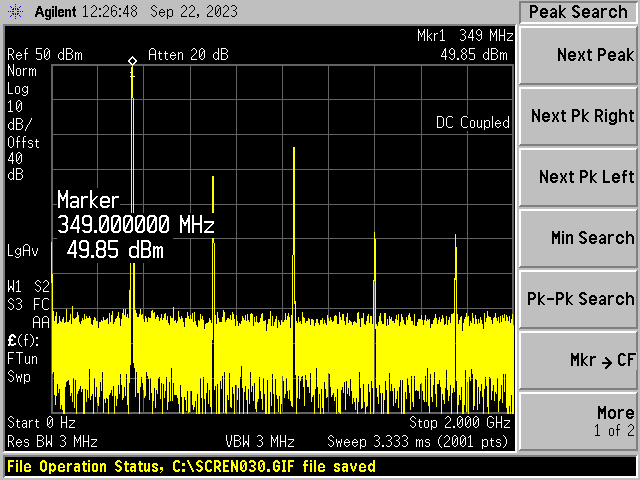 Agilent 12:26:48 Sep 22, 2023
Peak Search
Mkr1 349 MHz
Ref 50 dBm Atten 20 dB 49.85 dBm
Norm
Log
10
dB/
Offst
40
dB
DC Coupled
Marker
349.000000 MHz
49.85 dBm
LgAv
W1 S2
S3 FC
AA
£(f):
FTun
Swp
Start 0 Hz Stop 2.000 GHz
Res BW 3 MHz VBW 3 MHz Sweep 3.333 ms (2001 pts)
File Operation Status, C:\SCREN030.GIF file saved
Next Peak
Next Pk Right
Next Pk Left
Min Search
Pk-Pk Search
Mkr → CF
More
1 of 2